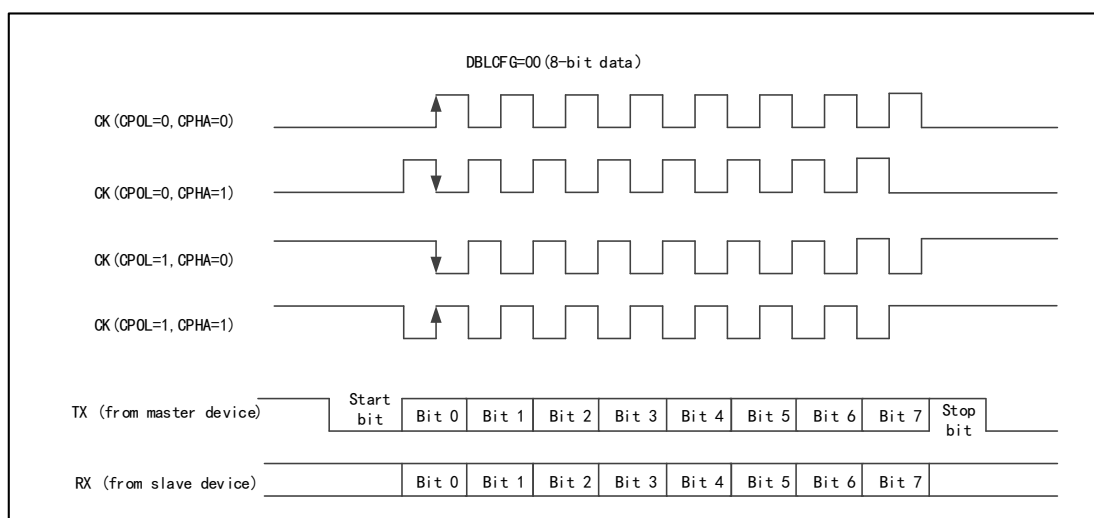 DBLCFG=00(8-bit data)
CK(CPOL=0,CPHA=0)
CK(CPOL=0,CPHA=1)
CK(CPOL=1,CPHA=0)
CK(CPOL=1,CPHA=1)
TX (from master device) Start bit Bit 0 Bit 1 Bit 2 Bit 3 Bit 4 Bit 5 Bit 6 Bit 7 Stop bit
RX (from slave device) Bit 0 Bit 1 Bit 2 Bit 3 Bit 4 Bit 5 Bit 6 Bit 7